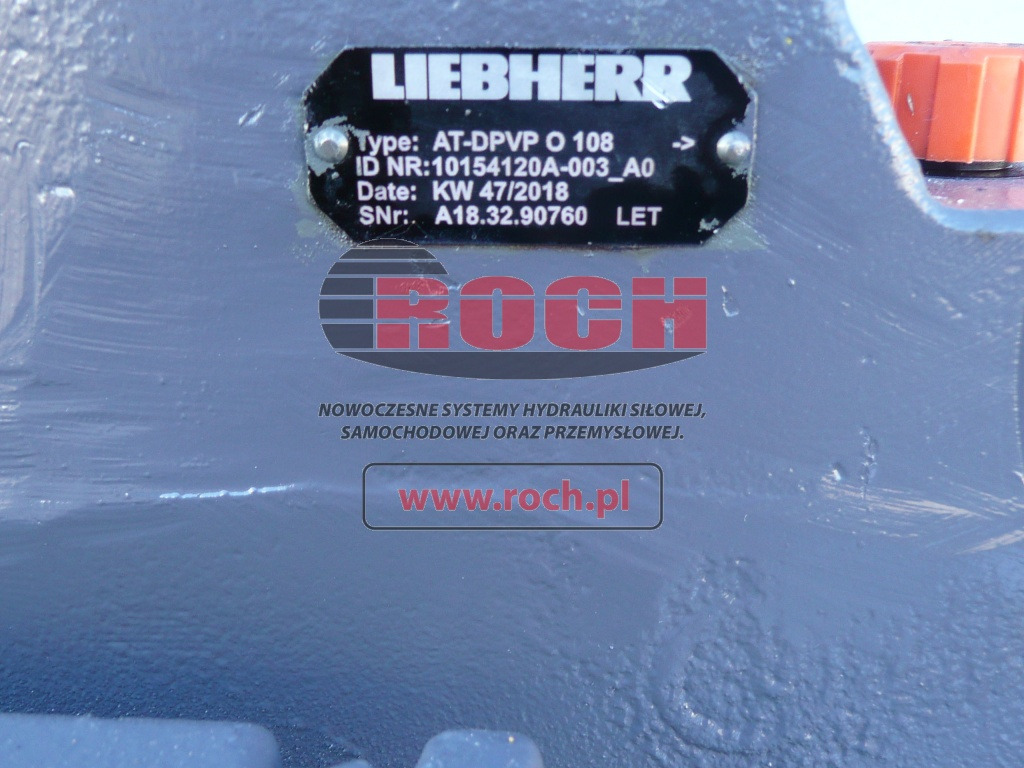 LIEBHERR
Type: AT-DPVP O 108 ->
ID NR:10154120A-003_A0
Date: KW 47/2018
SNr: A18.32.90760 LET
ROCH
NOWOCZESNE SYSTEMY HYDRAULIKI SIŁOWEJ,
SAMOCHODOWEJ ORAZ PRZEMYSŁOWEJ.
www.roch.pl